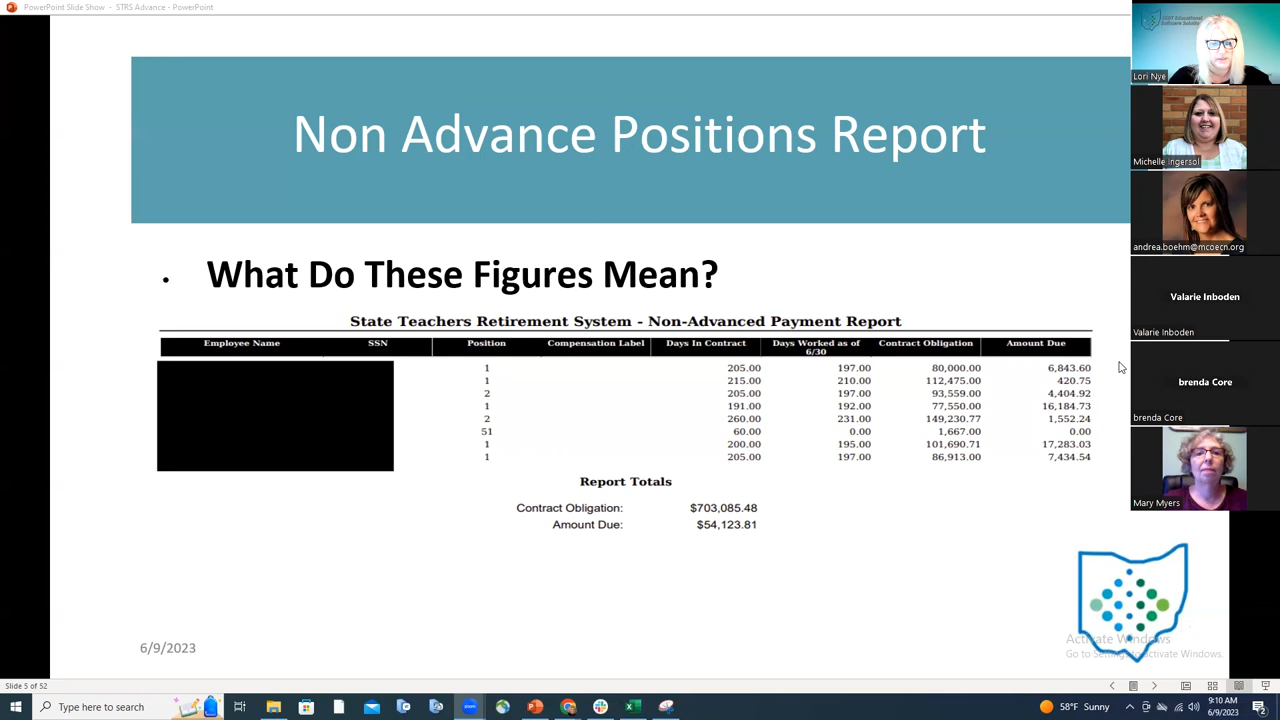 PowerPoint Slide Show - STRS Advance - PowerPoint
Non Advance Positions Report
• What Do These Figures Mean?
State Teachers Retirement System - Non-Advanced Payment Report
Employee Name SSN Position Compensation Label Days In Contract Days Worked as of 6/30 Contract Obligation Amount Due
1 205.00 197.00 80,000.00 6,843.60
1 215.00 210.00 112,475.00 420.75
2 205.00 197.00 93,559.00 4,404.92
1 191.00 192.00 77,550.00 16,184.73
2 260.00 231.00 149,230.77 1,552.24
51 60.00 0.00 1,667.00 0.00
1 200.00 195.00 101,690.71 17,283.03
1 205.00 197.00 86,913.00 7,434.54
Report Totals
Contract Obligation: $703,085.48
Amount Due: $54,123.81
6/9/2023
Lori Nye
Michelle Ingersol
andrea.boehm@mcoecn.org
Valarie Inboden
Valarie Inboden
brenda Core
brenda Core
Mary Myers
Activate Windows
Go to Settings to Activate Windows.
Slide 5 of 52
Type here to search
58°F Sunny
9:10 AM
6/9/2023
2